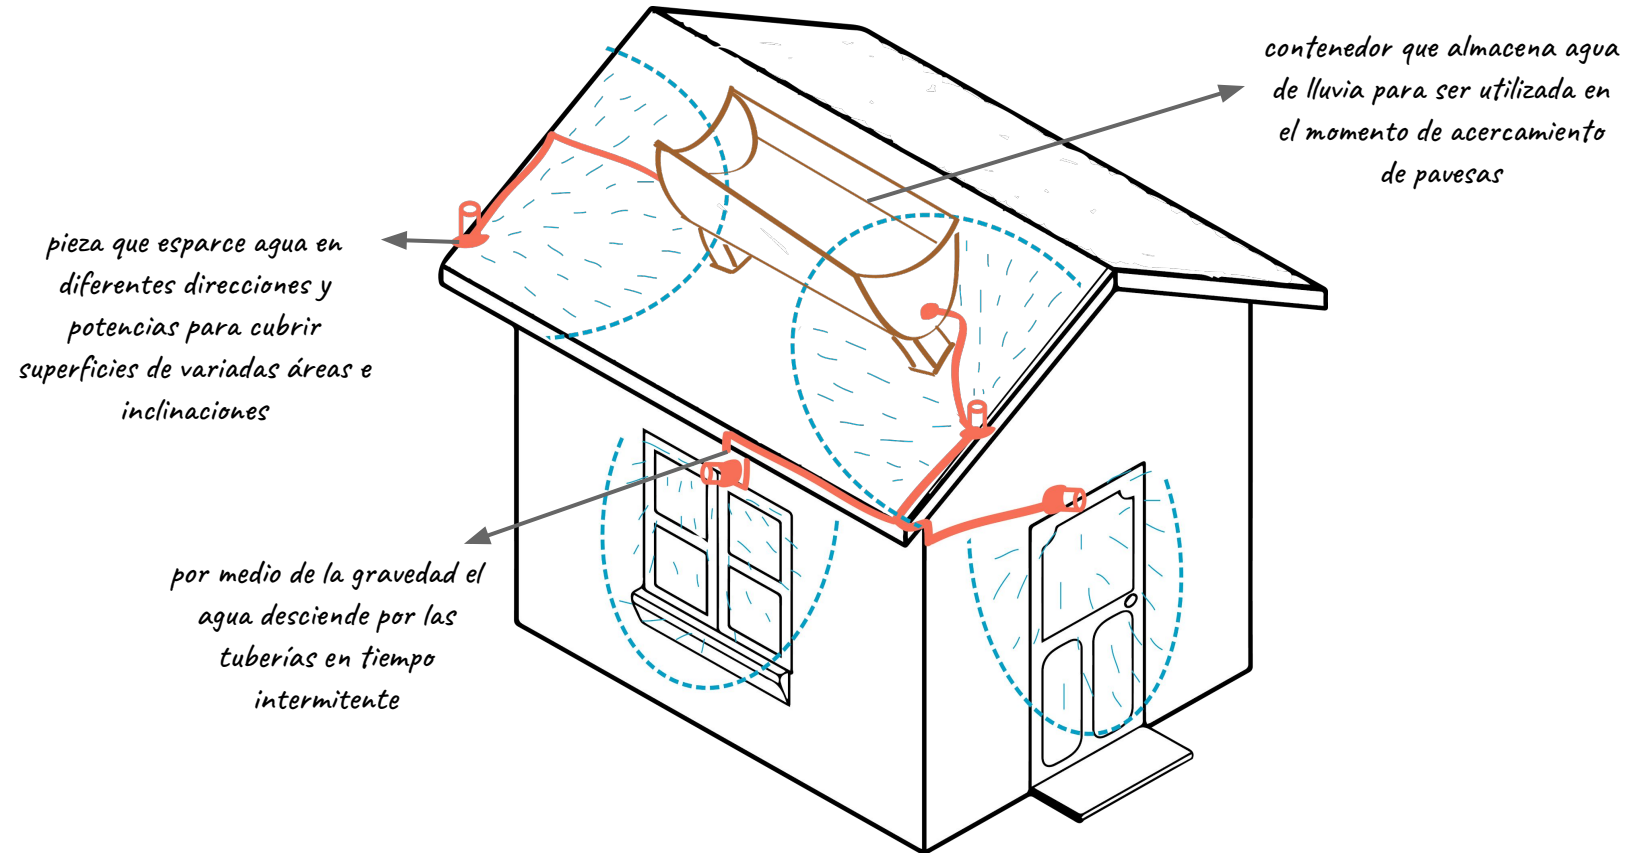 contenedor que almacena agua
de lluvia para ser utilizada en
el momento de acercamiento
de pavesas
pieza que esparce agua en
diferentes direcciones y
potencias para cubrir
superficies de variadas áreas e
inclinaciones
por medio de la gravedad el
agua desciende por las
tuberías en tiempo
intermitente